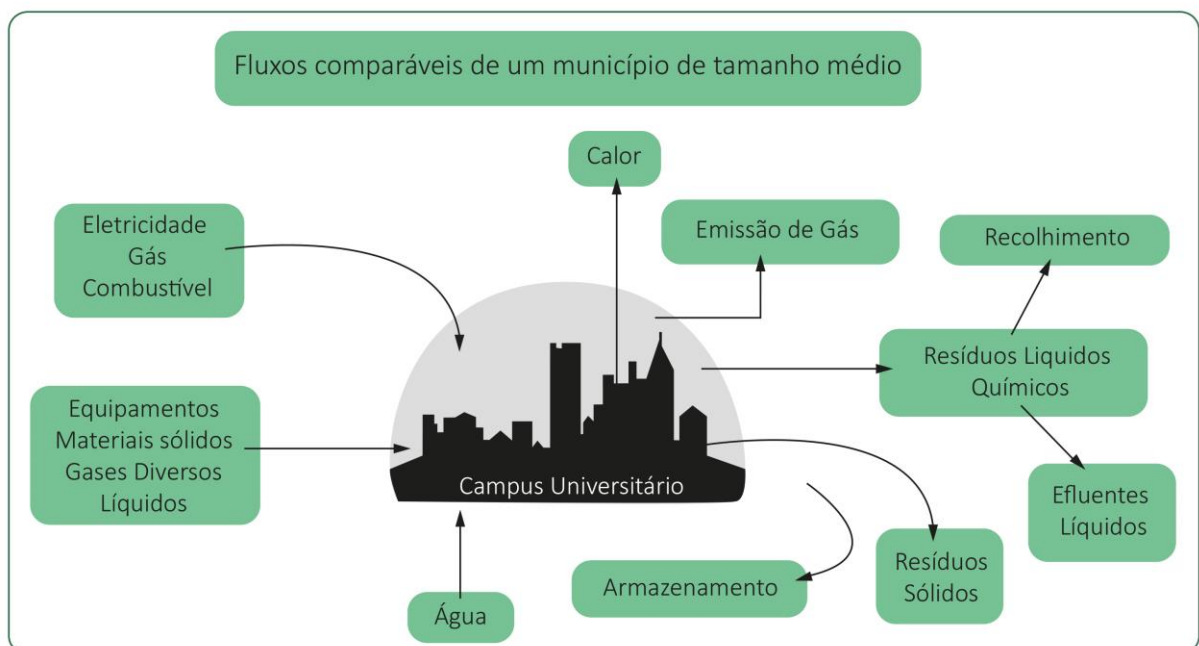 Fluxos comparáveis de um município de tamanho médio
Calor
Emissão de Gás
Recolhimento
Eletricidade
Gás
Combustível
Resíduos Liquidos
Químicos
Equipamentos
Materiais sólidos
Gases Diversos
Líquidos
Campus Universitário
Efluentes
Líquidos
Resíduos
Sólidos
Armazenamento
Água